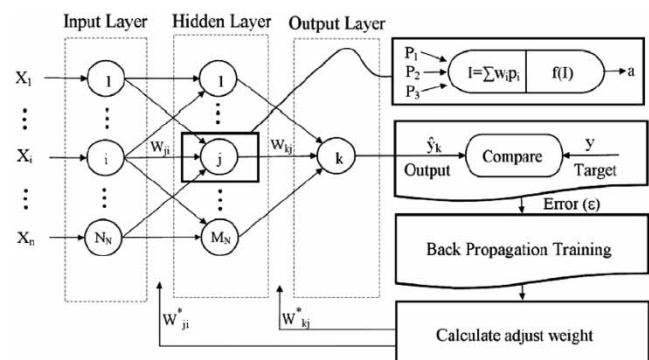 Input Layer Hidden Layer Output Layer
X1 1 1
P1
P2
P3
I=∑wipi f(I) a
Xi i Wji j Wkj k
ŷk Compare y
Output Target
Error (ε)
Xn NN MN
Back Propagation Training
W*ji W*kj
Calculate adjust weight